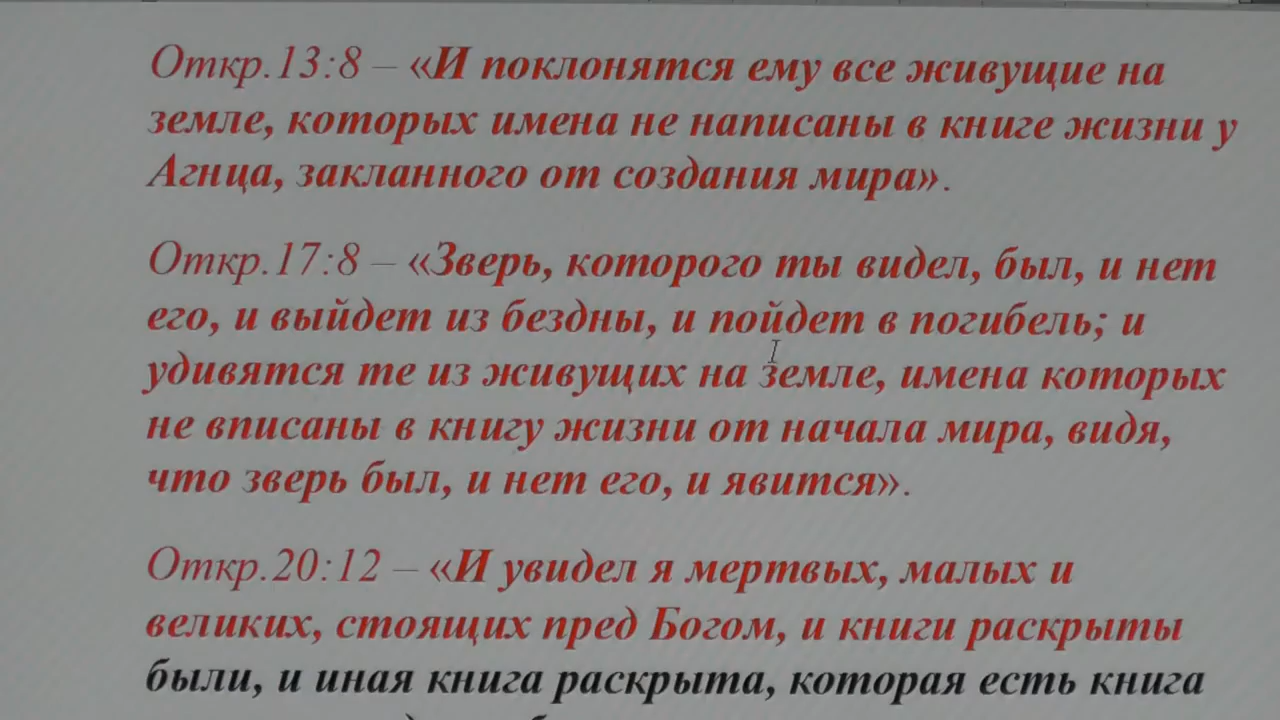 Откр.13:8 – «И поклонятся ему все живущие на
земле, которых имена не написаны в книге жизни у
Агнца, закланного от создания мира».
Откр.17:8 – «Зверь, которого ты видел, был, и нет
его, и выйдет из бездны, и пойдет в погибель; и
удивятся те из живущих на земле, имена которых
не вписаны в книгу жизни от начала мира, видя,
что зверь был, и нет его, и явится».
Откр.20:12 – «И увидел я мертвых, малых и
великих, стоящих пред Богом, и книги раскрыты
были, и иная книга раскрыта, которая есть книга